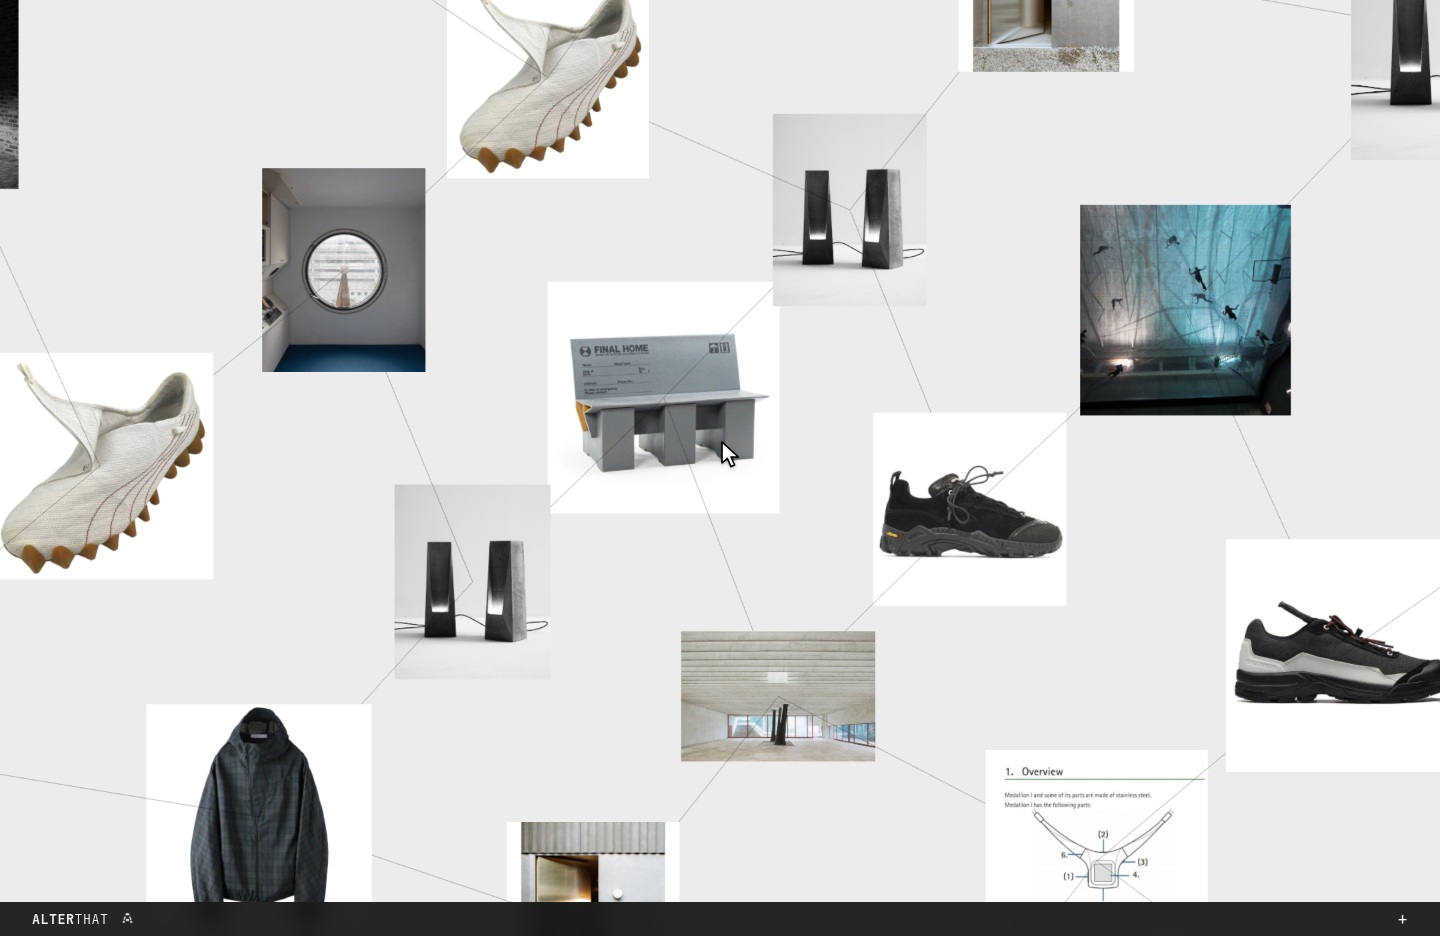 FINAL HOME
1. Overview
Medallion I and some of its parts are made of stainless steel.
Medallion I has the following parts:
(2)
6.
(3)
(1)
4.
ALTERTHAT
+